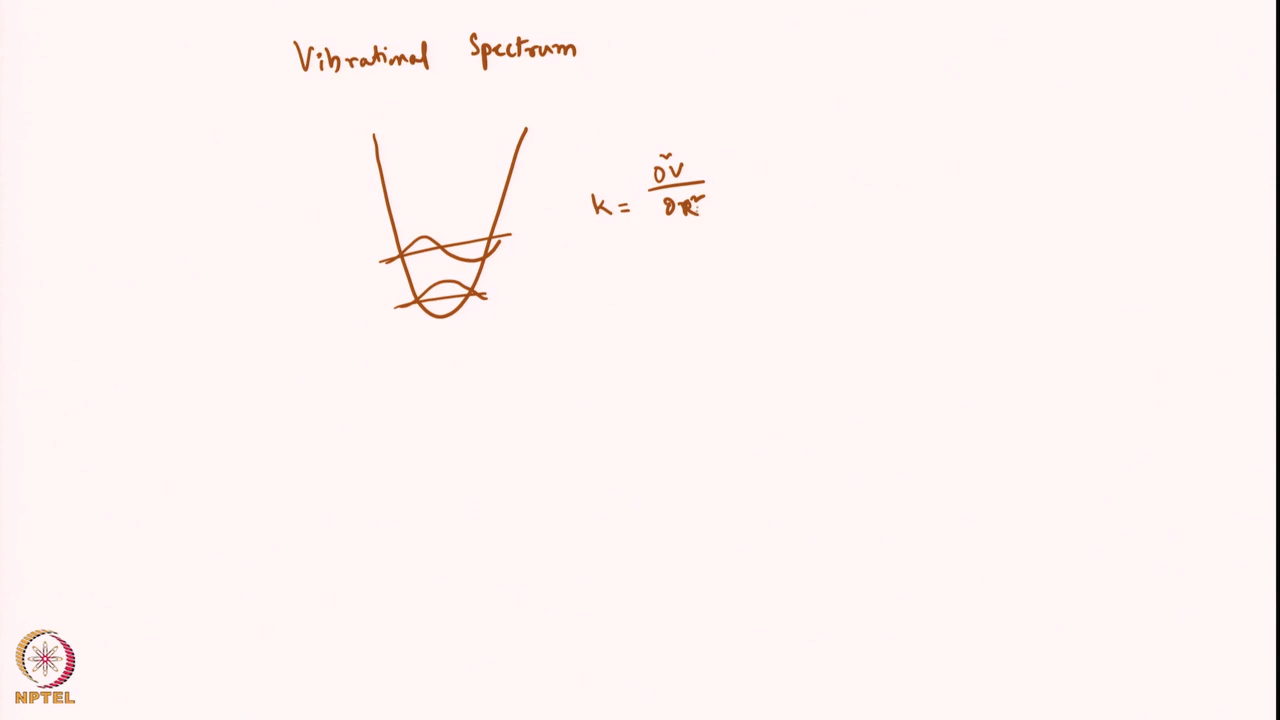 Vibrational Spectrum
k = ∂²V / ∂R²
NPTEL